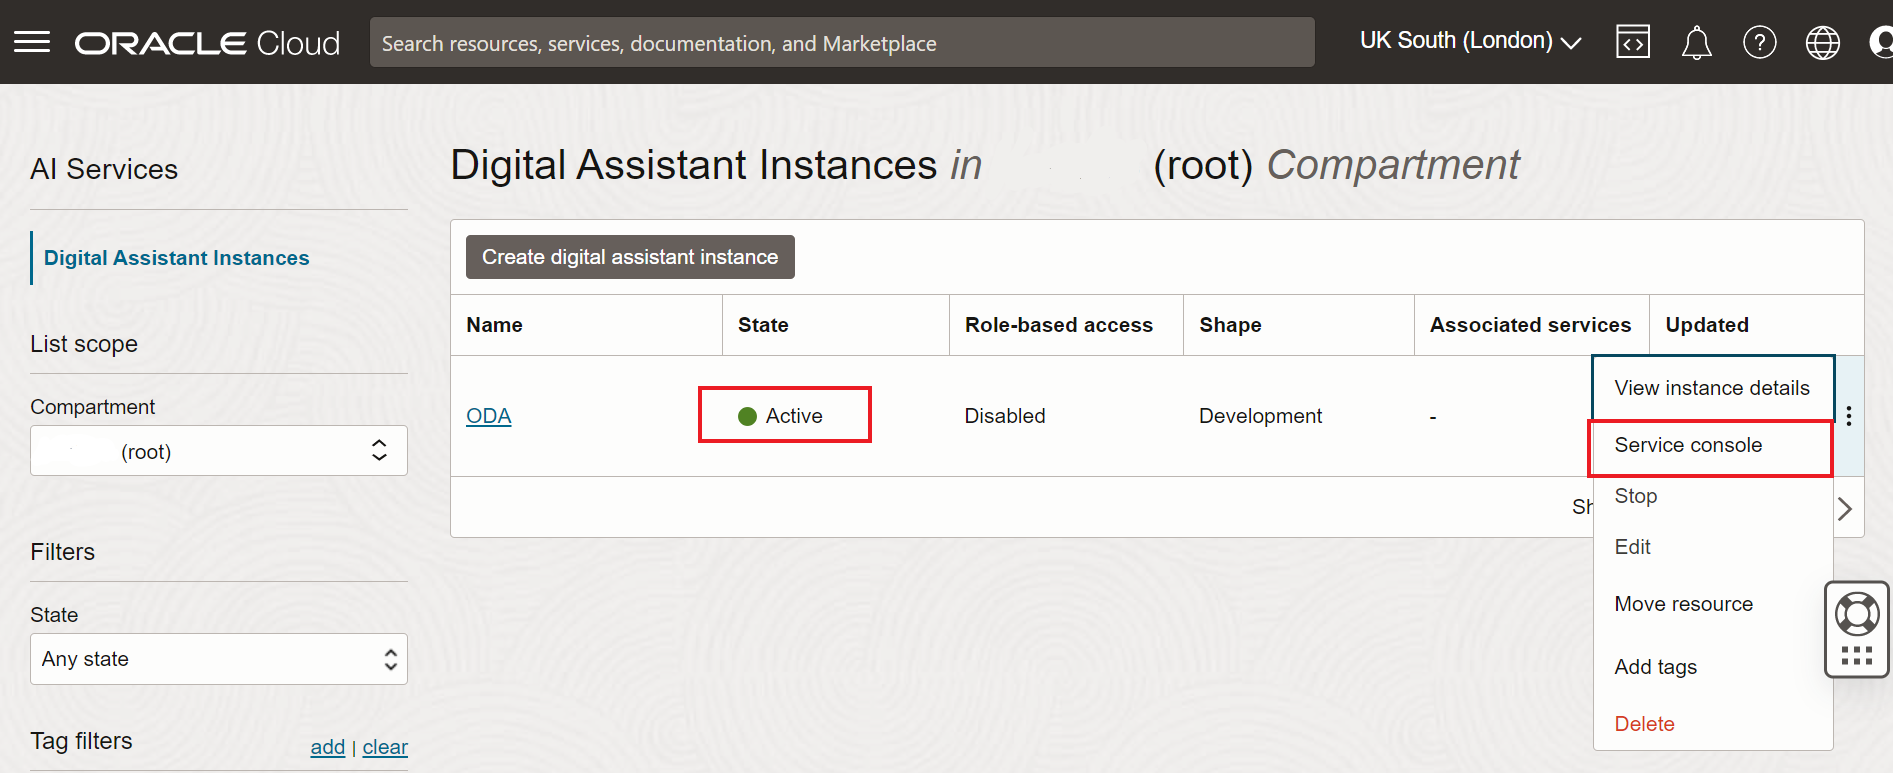 ORACLE Cloud
Search resources, services, documentation, and Marketplace
UK South (London)
AI Services
Digital Assistant Instances
List scope
Compartment
(root)
Filters
State
Any state
Tag filters
add | clear
Digital Assistant Instances in (root) Compartment
Create digital assistant instance
Name State Role-based access Shape Associated services Updated
ODA Active Disabled Development -
View instance details
Service console
Stop
Edit
Move resource
Add tags
Delete